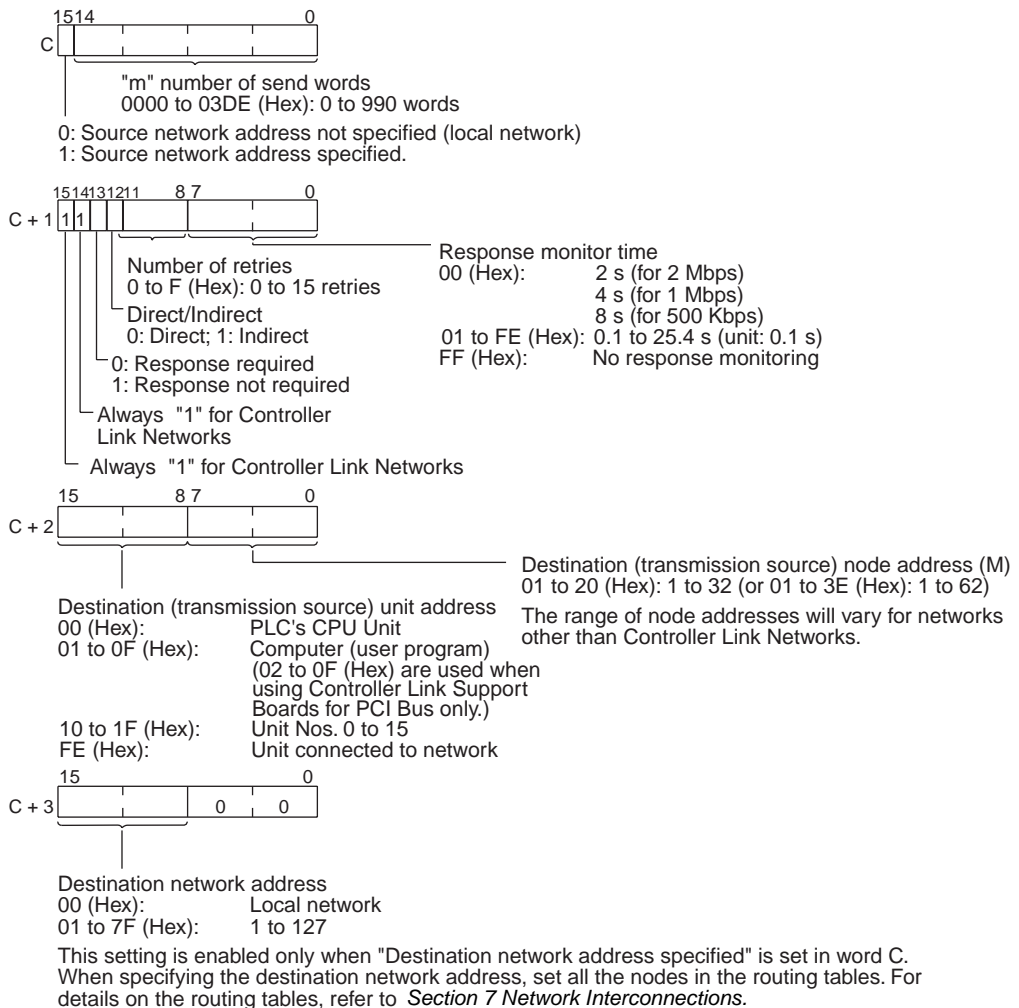 1514 0
C
"m" number of send words
0000 to 03DE (Hex): 0 to 990 words
0: Source network address not specified (local network)
1: Source network address specified.
1514131211 8 7 0
C + 1 1 1
Response monitor time
00 (Hex): 2 s (for 2 Mbps)
4 s (for 1 Mbps)
8 s (for 500 Kbps)
01 to FE (Hex): 0.1 to 25.4 s (unit: 0.1 s)
FF (Hex): No response monitoring
Number of retries
0 to F (Hex): 0 to 15 retries
Direct/Indirect
0: Direct; 1: Indirect
0: Response required
1: Response not required
Always "1" for Controller
Link Networks
Always "1" for Controller Link Networks
15 8 7 0
C + 2
Destination (transmission source) node address (M)
01 to 20 (Hex): 1 to 32 (or 01 to 3E (Hex): 1 to 62)
The range of node addresses will vary for networks
other than Controller Link Networks.
Destination (transmission source) unit address
00 (Hex): PLC's CPU Unit
01 to 0F (Hex): Computer (user program)
(02 to 0F (Hex) are used when
using Controller Link Support
Boards for PCI Bus only.)
10 to 1F (Hex): Unit Nos. 0 to 15
FE (Hex): Unit connected to network
15 0
C + 3 0 0
Destination network address
00 (Hex): Local network
01 to 7F (Hex): 1 to 127
This setting is enabled only when "Destination network address specified" is set in word C.
When specifying the destination network address, set all the nodes in the routing tables. For
details on the routing tables, refer to Section 7 Network Interconnections.